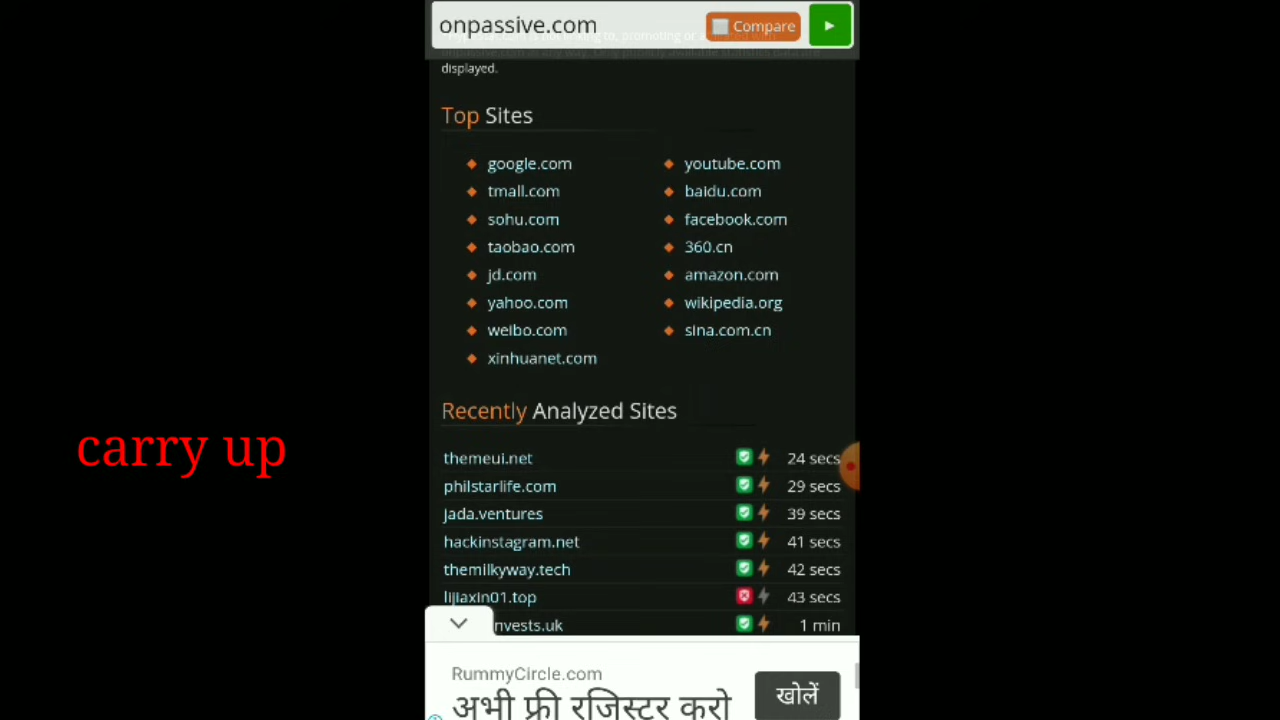 onpassive.com Compare
displayed.
Top Sites
google.com youtube.com
tmall.com baidu.com
sohu.com facebook.com
taobao.com 360.cn
jd.com amazon.com
yahoo.com wikipedia.org
weibo.com sina.com.cn
xinhuanet.com
Recently Analyzed Sites
carry up
themeui.net 24 secs
philstarlife.com 29 secs
jada.ventures 39 secs
hackinstagram.net 41 secs
themilkyway.tech 42 secs
lijiaxin01.top 43 secs
nvests.uk 1 min
RummyCircle.com
अभी फ्री रजिस्टर करो खोलें